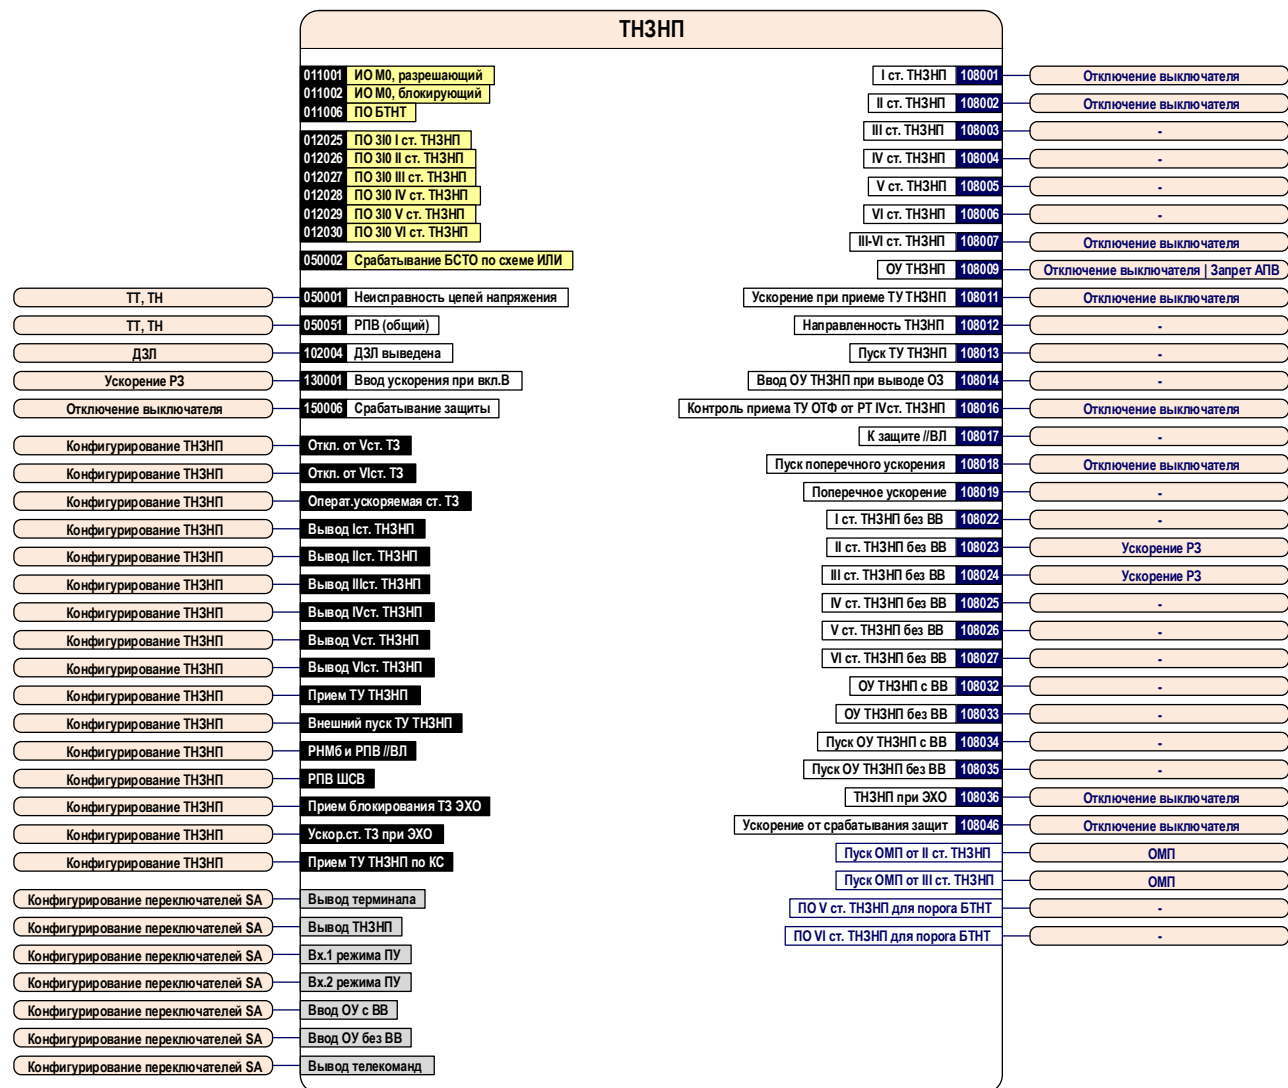 ТНЗНП
011001 ИО М0, разрешающий
011002 ИО М0, блокирующий
011006 ПО БТНТ
012025 ПО 3I0 I ст. ТНЗНП
012026 ПО 3I0 II ст. ТНЗНП
012027 ПО 3I0 III ст. ТНЗНП
012028 ПО 3I0 IV ст. ТНЗНП
012029 ПО 3I0 V ст. ТНЗНП
012030 ПО 3I0 VI ст. ТНЗНП
050002 Срабатывание БСТО по схеме ИЛИ
ТТ, ТН 050001 Неисправность цепей напряжения
ТТ, ТН 050051 РПВ (общий)
ДЗЛ 102004 ДЗЛ выведена
Ускорение РЗ 130001 Ввод ускорения при вкл.В
Отключение выключателя 150006 Срабатывание защиты
Конфигурирование ТНЗНП Откл. от Vст. ТЗ
Конфигурирование ТНЗНП Откл. от VIст. ТЗ
Конфигурирование ТНЗНП Операт.ускоряемая ст. ТЗ
Конфигурирование ТНЗНП Вывод Iст. ТНЗНП
Конфигурирование ТНЗНП Вывод IIст. ТНЗНП
Конфигурирование ТНЗНП Вывод IIIст. ТНЗНП
Конфигурирование ТНЗНП Вывод IVст. ТНЗНП
Конфигурирование ТНЗНП Вывод Vст. ТНЗНП
Конфигурирование ТНЗНП Вывод VIст. ТНЗНП
Конфигурирование ТНЗНП Прием ТУ ТНЗНП
Конфигурирование ТНЗНП Внешний пуск ТУ ТНЗНП
Конфигурирование ТНЗНП РНМб и РПВ //ВЛ
Конфигурирование ТНЗНП РПВ ШСВ
Конфигурирование ТНЗНП Прием блокирования ТЗ ЭХО
Конфигурирование ТНЗНП Ускор.ст. ТЗ при ЭХО
Конфигурирование ТНЗНП Прием ТУ ТНЗНП по КС
Конфигурирование переключателей SA Вывод терминала
Конфигурирование переключателей SA Вывод ТНЗНП
Конфигурирование переключателей SA Вх.1 режима ПУ
Конфигурирование переключателей SA Вх.2 режима ПУ
Конфигурирование переключателей SA Ввод ОУ с ВВ
Конфигурирование переключателей SA Ввод ОУ без ВВ
Конфигурирование переключателей SA Вывод телекоманд
I ст. ТНЗНП 108001 Отключение выключателя
II ст. ТНЗНП 108002 Отключение выключателя
III ст. ТНЗНП 108003 -
IV ст. ТНЗНП 108004 -
V ст. ТНЗНП 108005 -
VI ст. ТНЗНП 108006 -
III-VI ст. ТНЗНП 108007 Отключение выключателя
ОУ ТНЗНП 108009 Отключение выключателя | Запрет АПВ
Ускорение при приеме ТУ ТНЗНП 108011 Отключение выключателя
Направленность ТНЗНП 108012 -
Пуск ТУ ТНЗНП 108013 -
Ввод ОУ ТНЗНП при выводе ОЗ 108014 -
Контроль приема ТУ ОТФ от РТ IVст. ТНЗНП 108016 Отключение выключателя
К защите //ВЛ 108017 -
Пуск поперечного ускорения 108018 Отключение выключателя
Поперечное ускорение 108019 -
I ст. ТНЗНП без ВВ 108022 -
II ст. ТНЗНП без ВВ 108023 Ускорение РЗ
III ст. ТНЗНП без ВВ 108024 Ускорение РЗ
IV ст. ТНЗНП без ВВ 108025 -
V ст. ТНЗНП без ВВ 108026 -
VI ст. ТНЗНП без ВВ 108027 -
ОУ ТНЗНП с ВВ 108032 -
ОУ ТНЗНП без ВВ 108033 -
Пуск ОУ ТНЗНП с ВВ 108034 -
Пуск ОУ ТНЗНП без ВВ 108035 -
ТНЗНП при ЭХО 108036 Отключение выключателя
Ускорение от срабатывания защит 108046 Отключение выключателя
Пуск ОМП от II ст. ТНЗНП ОМП
Пуск ОМП от III ст. ТНЗНП ОМП
ПО V ст. ТНЗНП для порога БТНТ -
ПО VI ст. ТНЗНП для порога БТНТ -